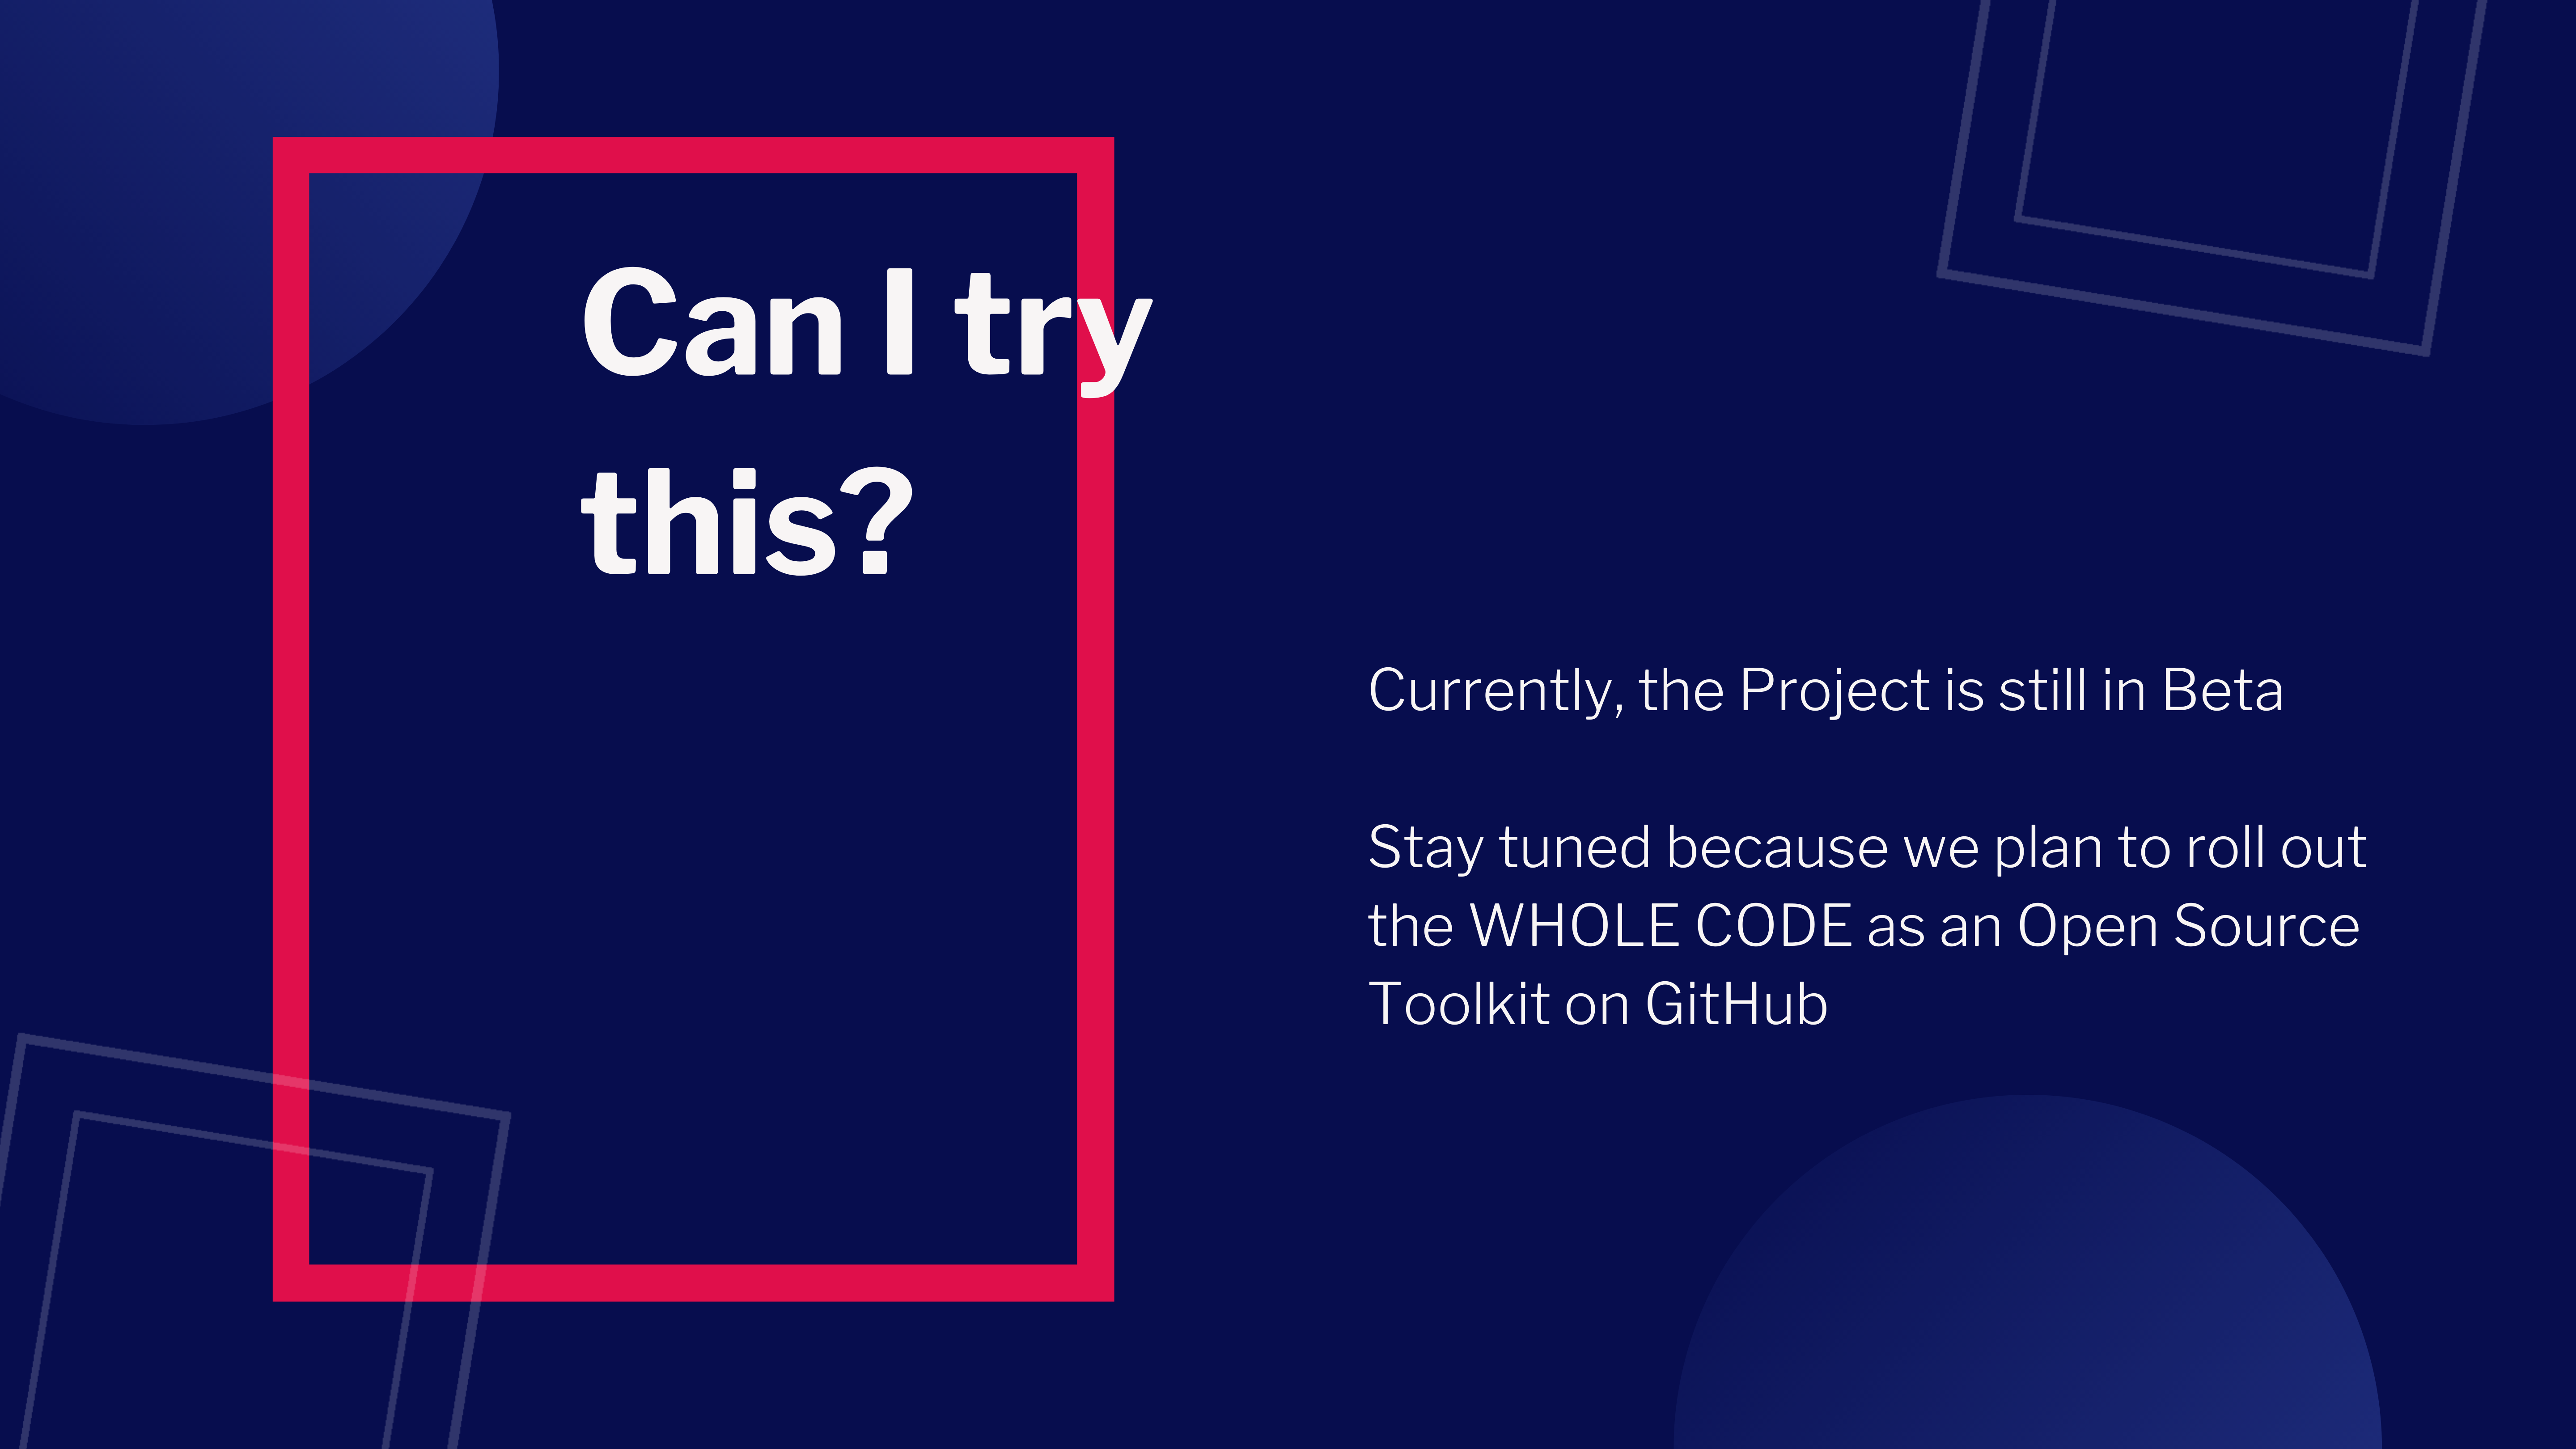 Can I try
this?
Currently, the Project is still in Beta
Stay tuned because we plan to roll out
the WHOLE CODE as an Open Source
Toolkit on GitHub